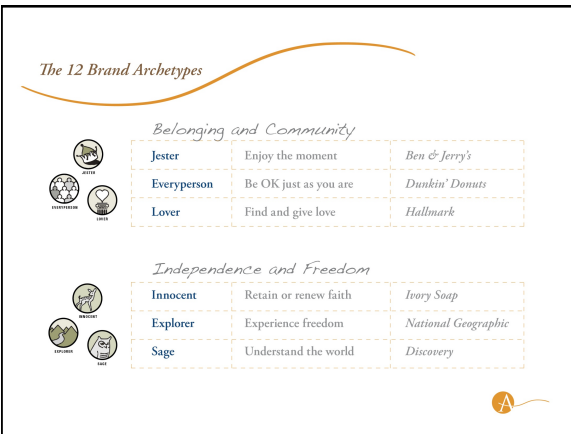 The 12 Brand Archetypes
Belonging and Community
Jester Enjoy the moment Ben & Jerry's
Everyperson Be OK just as you are Dunkin' Donuts
Lover Find and give love Hallmark
JESTER
EVERYPERSON
LOVER
Independence and Freedom
Innocent Retain or renew faith Ivory Soap
Explorer Experience freedom National Geographic
Sage Understand the world Discovery
INNOCENT
EXPLORER
SAGE
A